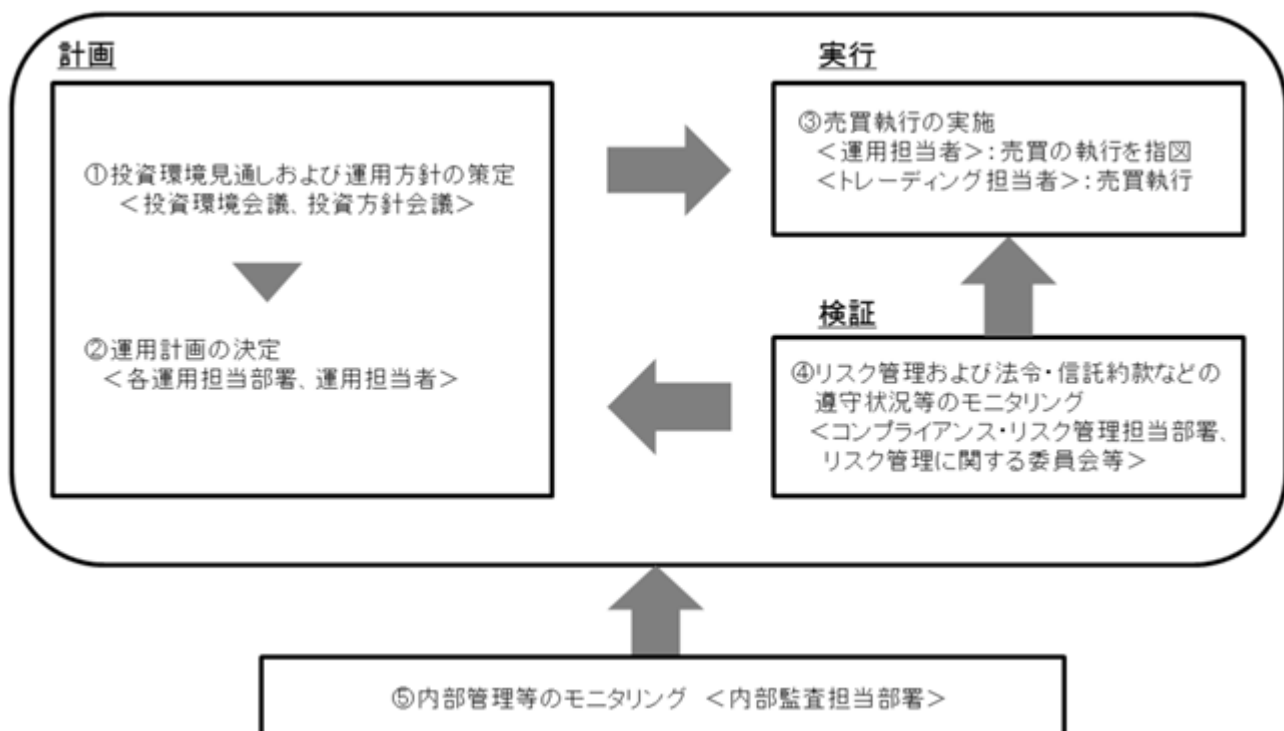 計画
①投資環境見通しおよび運用方針の策定
＜投資環境会議、投資方針会議＞
②運用計画の決定
＜各運用担当部署、運用担当者＞
実行
③売買執行の実施
＜運用担当者＞：売買の執行を指図
＜トレーディング担当者＞：売買執行
検証
④リスク管理および法令・信託約款などの
遵守状況等のモニタリング
＜コンプライアンス・リスク管理担当部署、
リスク管理に関する委員会等＞
⑤内部管理等のモニタリング ＜内部監査担当部署＞